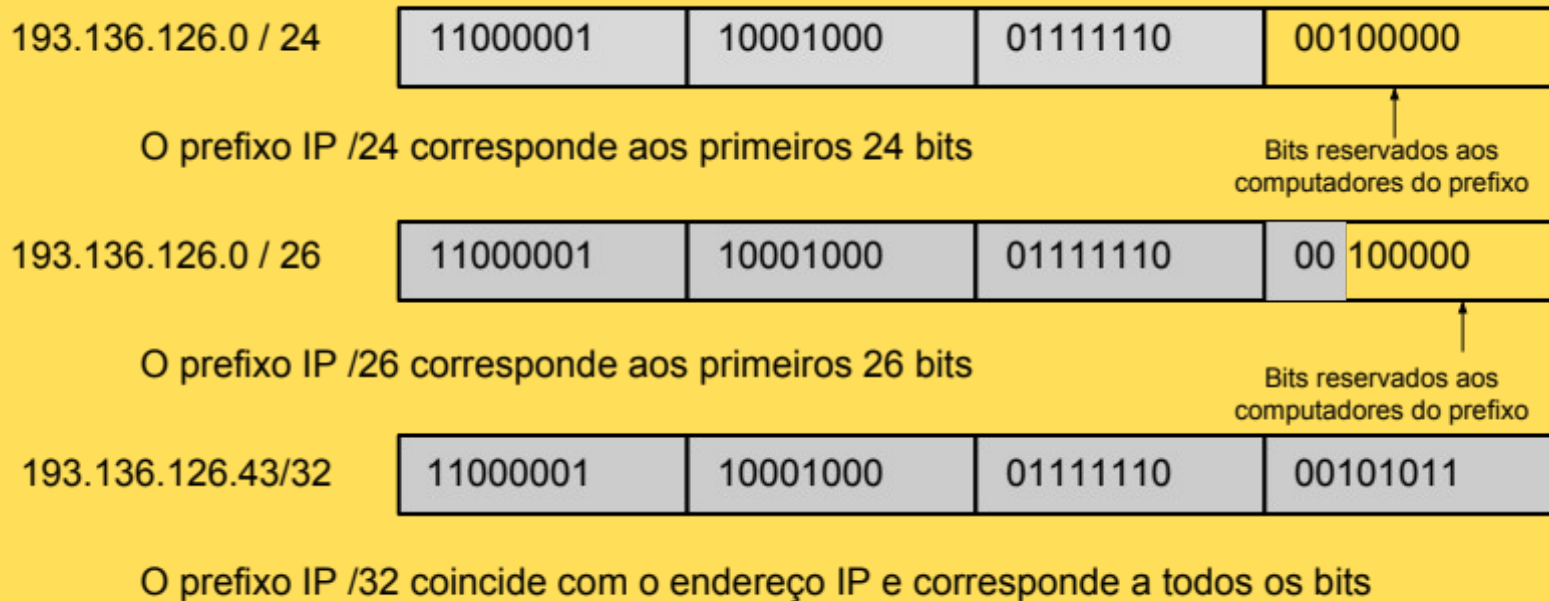 193.136.126.0 / 24 11000001 10001000 01111110 00100000
O prefixo IP /24 corresponde aos primeiros 24 bits
Bits reservados aos
computadores do prefixo
193.136.126.0 / 26 11000001 10001000 01111110 00 100000
O prefixo IP /26 corresponde aos primeiros 26 bits
Bits reservados aos
computadores do prefixo
193.136.126.43/32 11000001 10001000 01111110 00101011
O prefixo IP /32 coincide com o endereço IP e corresponde a todos os bits